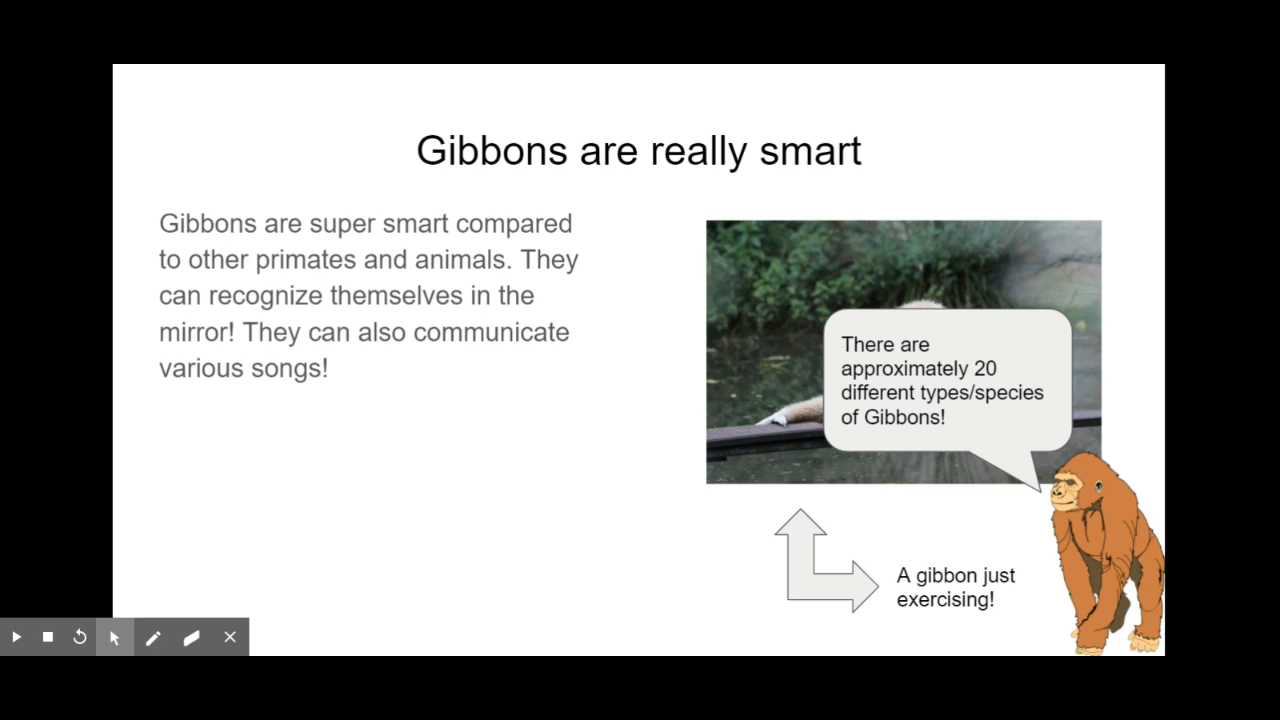 Gibbons are really smart
Gibbons are super smart compared
to other primates and animals. They
can recognize themselves in the
mirror! They can also communicate
various songs!
There are
approximately 20
different types/species
of Gibbons!
A gibbon just
exercising!